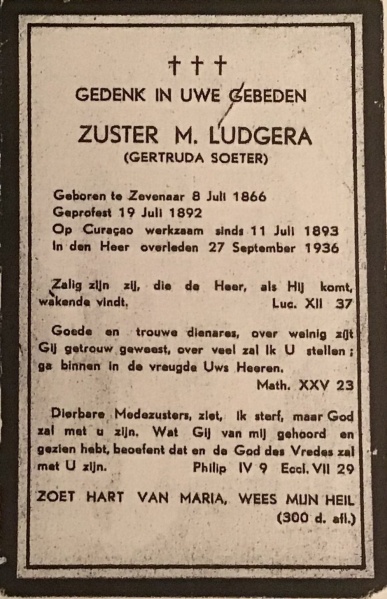 † † †
GEDENK IN UWE GEBEDEN
ZUSTER M. LUDGERA
(GERTRUDA SOETER)
Geboren te Zevenaar 8 Juli 1866
Geprofest 19 Juli 1892
Op Curaçao werkzaam sinds 11 Juli 1893
In den Heer overleden 27 September 1936
Zalig zijn zij, die de Heer, als Hij komt,
wakende vindt. Luc. XII 37
Goede en trouwe dienares, over weinig zijt
Gij getrouw geweest, over veel zal Ik U stellen;
ga binnen in de vreugde Uws Heeren.
Math. XXV 23
Dierbare Medezusters, ziet, ik sterf, maar God
zal met u zijn. Wat Gij van mij gehoord en
gezien hebt, beoefent dat en de God des Vredes zal
met U zijn. Philip IV 9 Eccl. VII 29
ZOET HART VAN MARIA, WEES MIJN HEIL
(300 d. afl.)